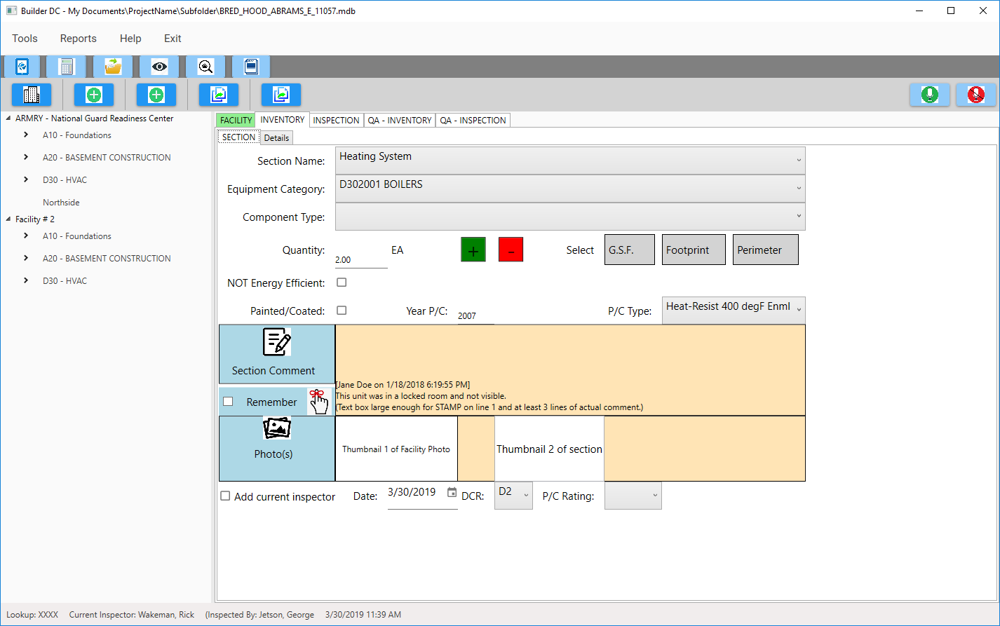 Builder DC - My Documents\ProjectName\Subfolder\BRED_HOOD_ABRAMS_E_11057.mdb
Tools Reports Help Exit
ARMRY - National Guard Readiness Center
A10 - Foundations
A20 - BASEMENT CONSTRUCTION
D30 - HVAC
Northside
Facility # 2
A10 - Foundations
A20 - BASEMENT CONSTRUCTION
D30 - HVAC
FACILITY INVENTORY INSPECTION QA - INVENTORY QA - INSPECTION
SECTION Details
Section Name: Heating System
Equipment Category: D302001 BOILERS
Component Type:
Quantity: 2.00 EA + - Select G.S.F. Footprint Perimeter
NOT Energy Efficient:
Painted/Coated: Year P/C: 2007 P/C Type: Heat-Resist 400 degF Enml
Section Comment
[Jane Doe on 1/18/2018 6:19:55 PM]
This unit was in a locked room and not visible.
(Text box large enough for STAMP on line 1 and at least 3 lines of actual comment.)
Remember
Photo(s)
Thumbnail 1 of Facility Photo
Thumbnail 2 of section
Add current inspector Date: 3/30/2019 DCR: D2 P/C Rating:
Lookup: XXXX Current Inspector: Wakeman, Rick (Inspected By: Jetson, George 3/30/2019 11:39 AM